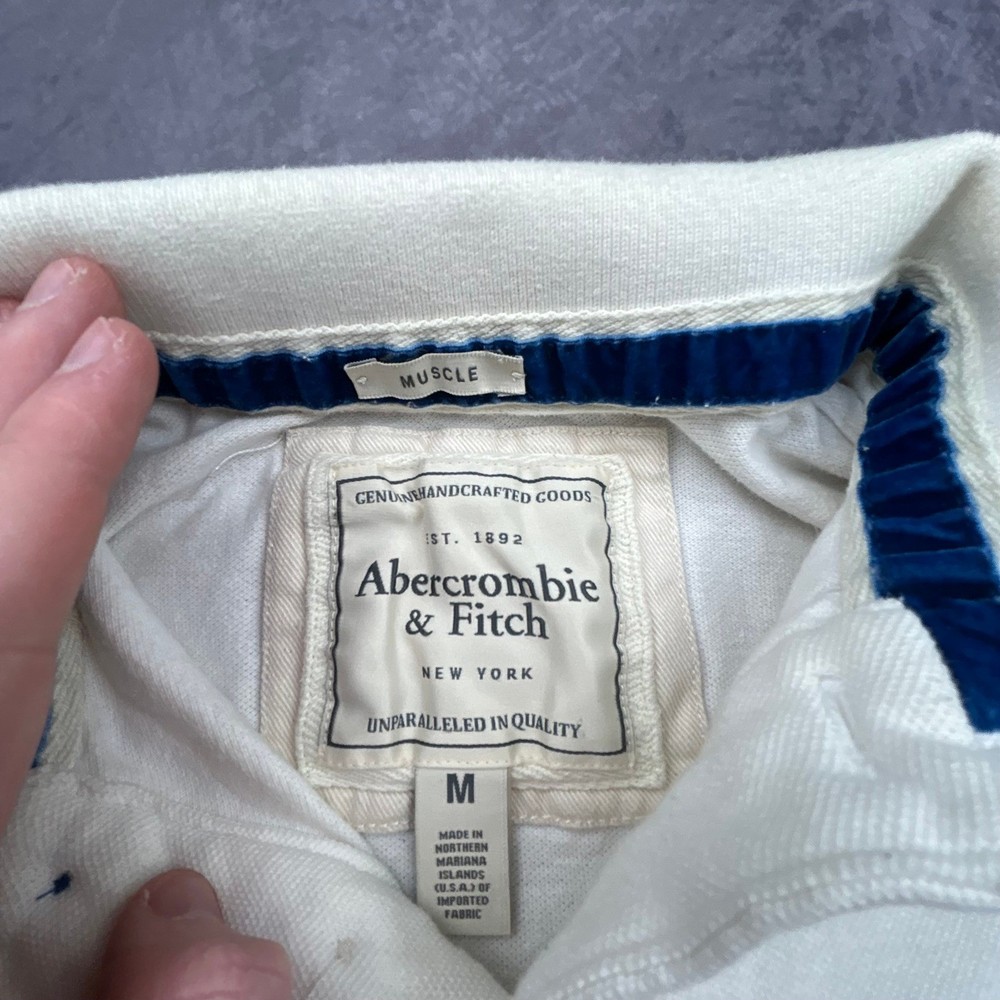 MUSCLE
GENUINE HANDCRAFTED GOODS
EST. 1892
Abercrombie
& Fitch
NEW YORK
UNPARALLELED IN QUALITY
M
MADE IN
NORTHERN
MARIANA
ISLANDS
(U.S.A.) OF
IMPORTED
FABRIC